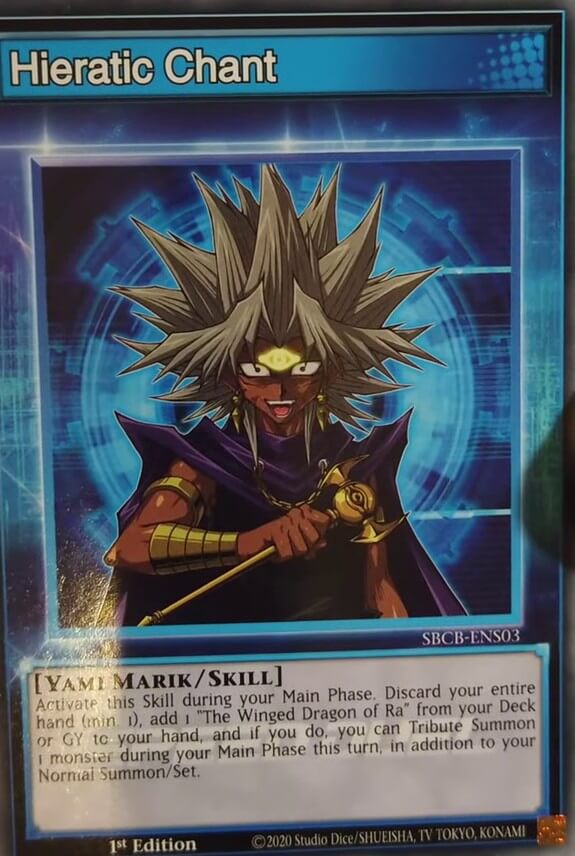 Hieratic Chant
SBCB-ENS03
[YAMI MARIK/SKILL]
Activate this Skill during your Main Phase. Discard your entire
hand (min. 1), add 1 "The Winged Dragon of Ra" from your Deck
or GY to your hand, and if you do, you can Tribute Summon
1 monster during your Main Phase this turn, in addition to your
Normal Summon/Set.
1st Edition
©2020 Studio Dice/SHUEISHA, TV TOKYO, KONAMI